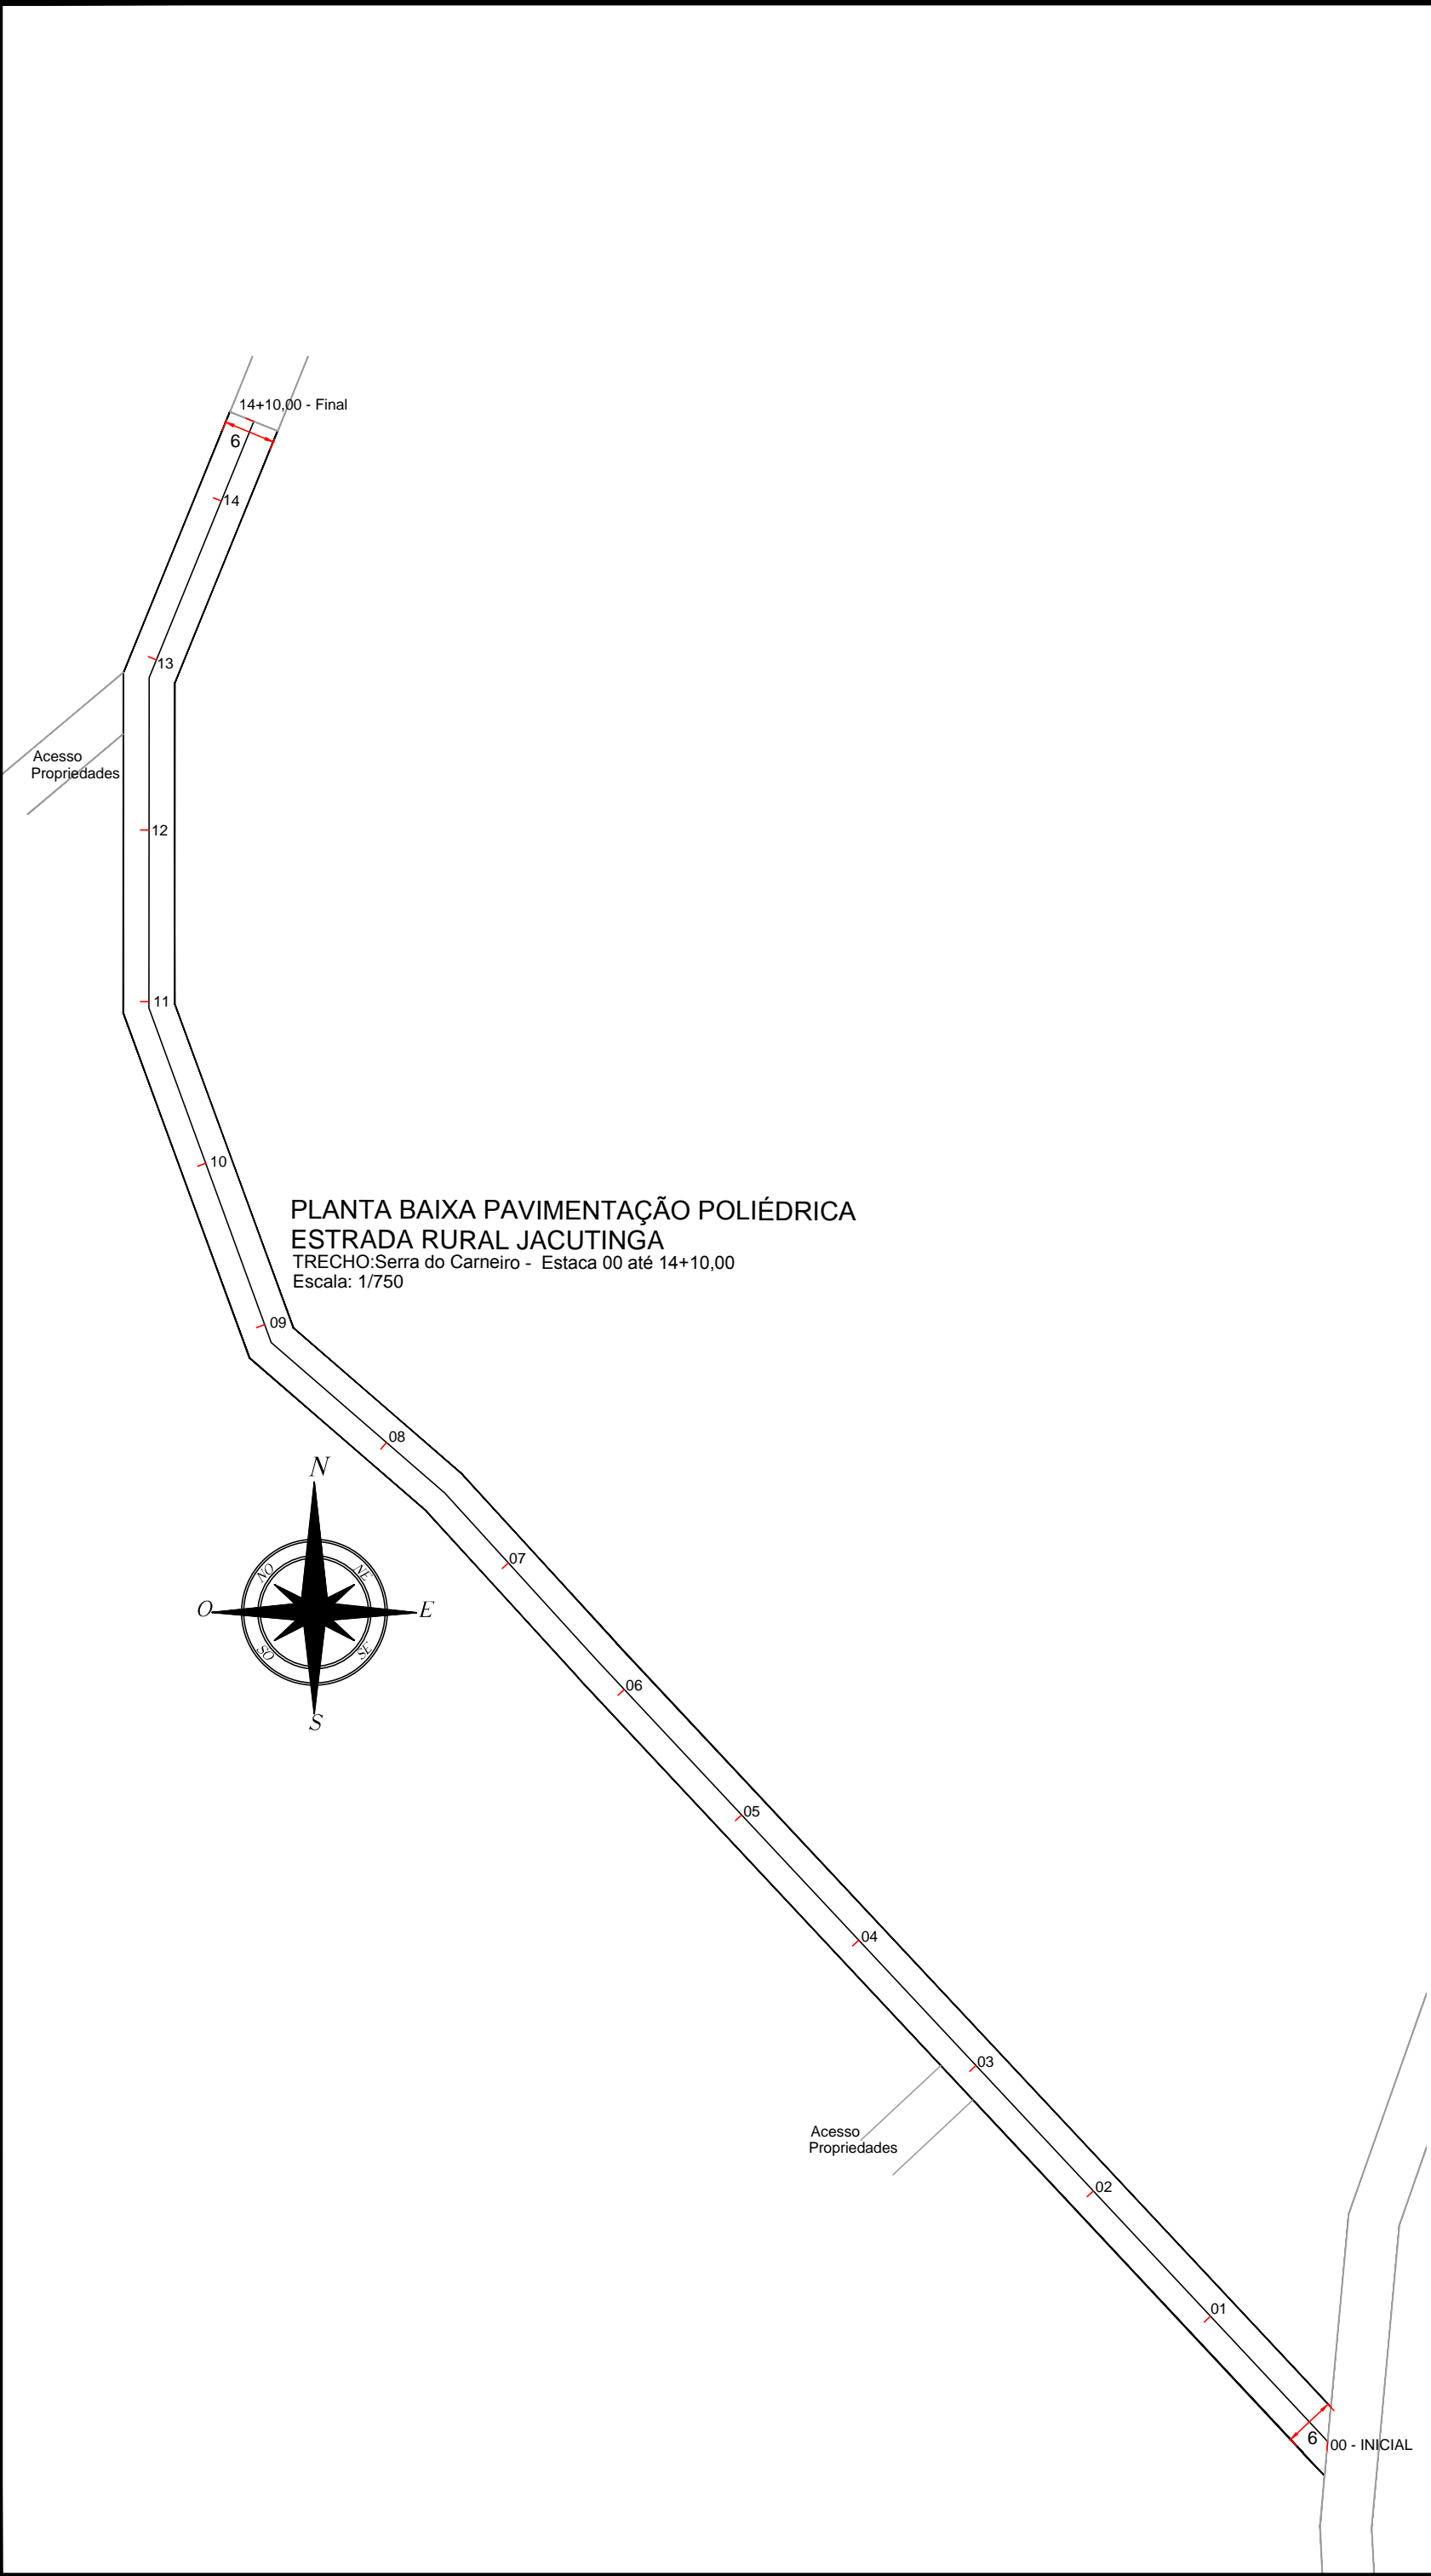 14+10,00 - Final
6
14
13
Acesso
Propriedades
12
11
10
PLANTA BAIXA PAVIMENTAÇÃO POLIÉDRICA
ESTRADA RURAL JACUTINGA
TRECHO:Serra do Carneiro - Estaca 00 até 14+10,00
Escala: 1/750
09
08
N
07
NO
NE
O
E
SO
SE
06
S
05
04
03
Acesso
Propriedades
02
01
6
00 - INICIAL